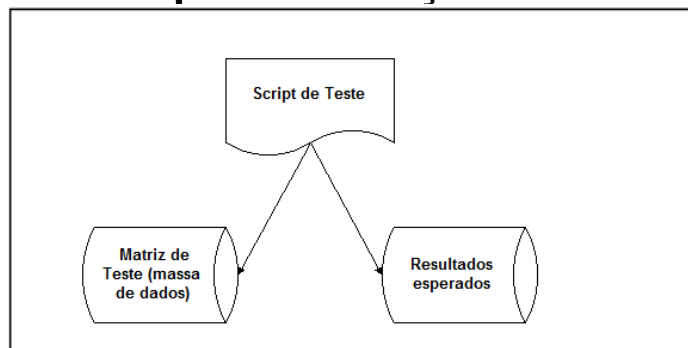 Script de Teste
Matriz de
Teste (massa
de dados)
Resultados
esperados